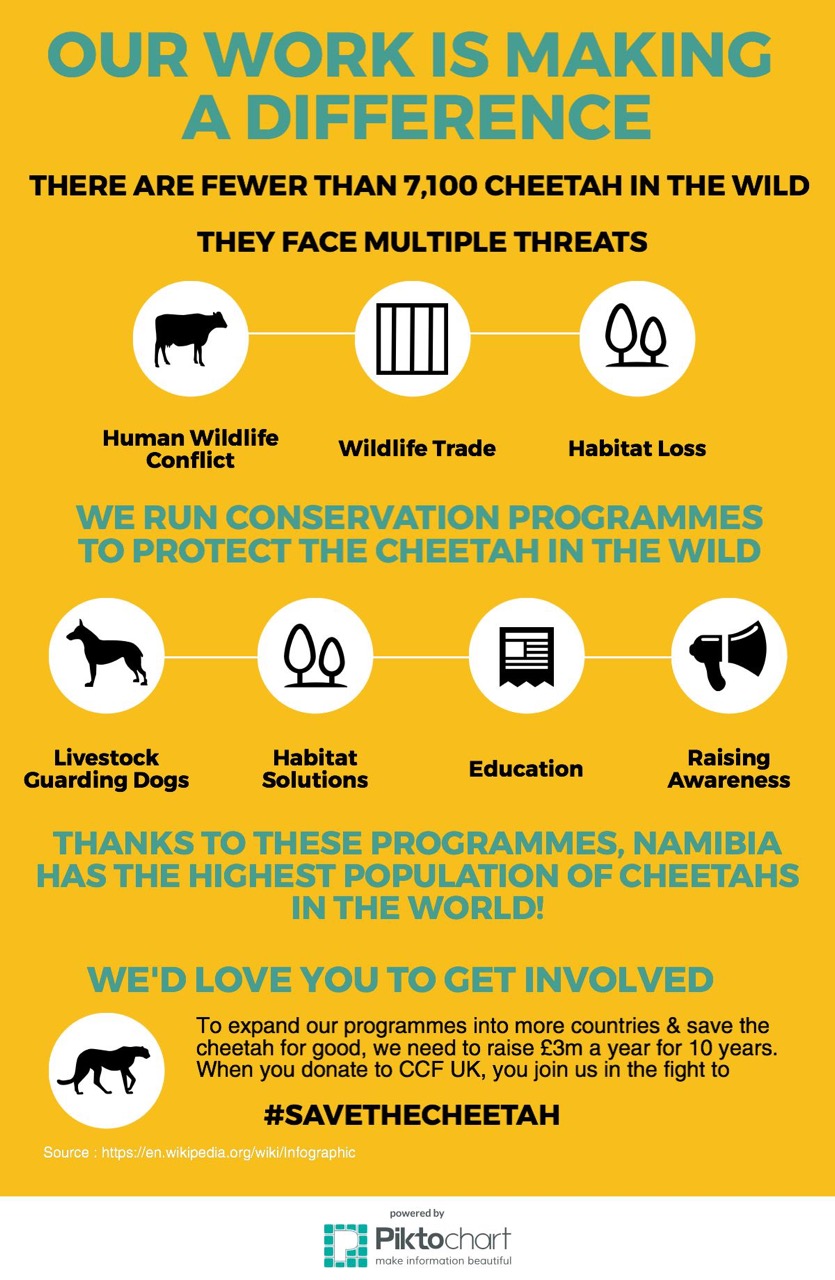 OUR WORK IS MAKING
A DIFFERENCE
THERE ARE FEWER THAN 7,100 CHEETAH IN THE WILD
THEY FACE MULTIPLE THREATS
Human Wildlife
Conflict
Wildlife Trade
Habitat Loss
WE RUN CONSERVATION PROGRAMMES
TO PROTECT THE CHEETAH IN THE WILD
Livestock
Guarding Dogs
Habitat
Solutions
Education
Raising
Awareness
THANKS TO THESE PROGRAMMES, NAMIBIA
HAS THE HIGHEST POPULATION OF CHEETAHS
IN THE WORLD!
WE'D LOVE YOU TO GET INVOLVED
To expand our programmes into more countries & save the
cheetah for good, we need to raise £3m a year for 10 years.
When you donate to CCF UK, you join us in the fight to
#SAVETHECHEETAH
Source : https://en.wikipedia.org/wiki/Infographic
powered by
Piktochart
make information beautiful